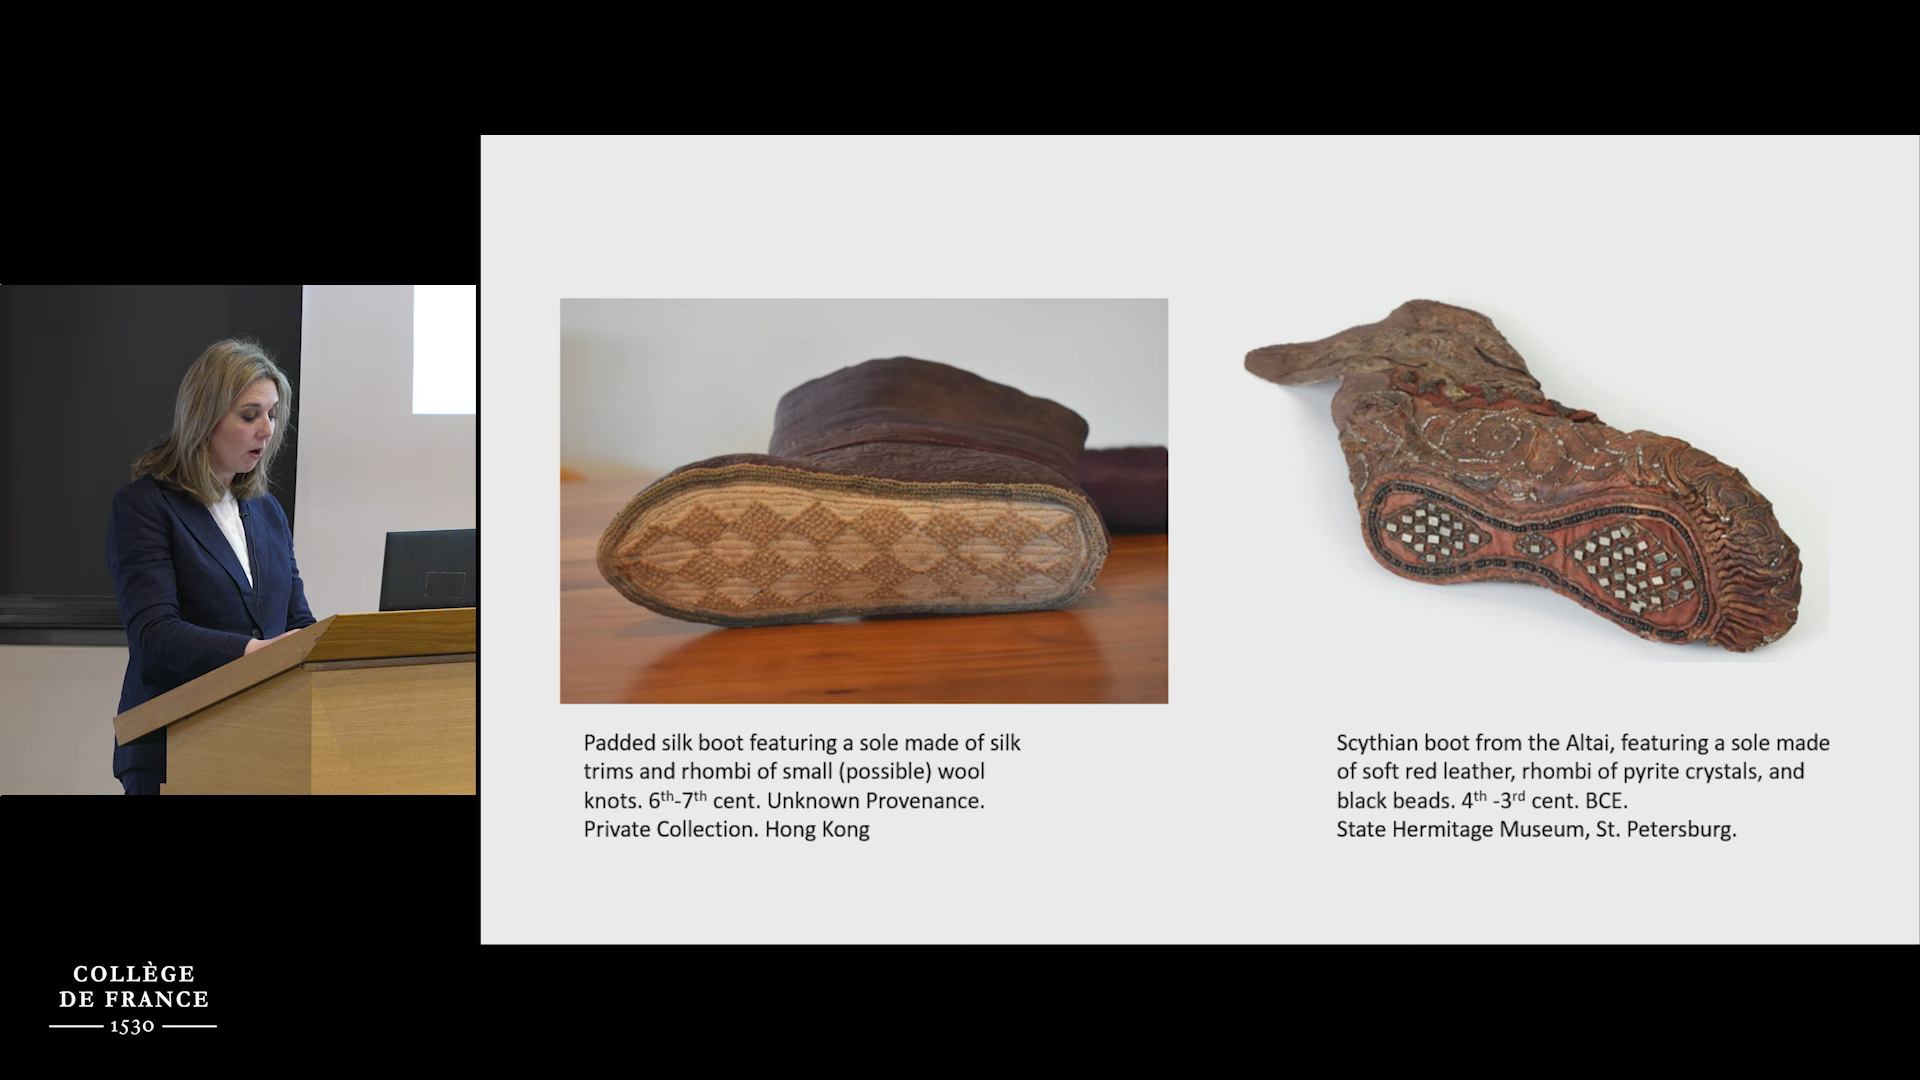 Padded silk boot featuring a sole made of silk
trims and rhombi of small (possible) wool
knots. 6th-7th cent. Unknown Provenance.
Private Collection. Hong Kong
Scythian boot from the Altai, featuring a sole made
of soft red leather, rhombi of pyrite crystals, and
black beads. 4th -3rd cent. BCE.
State Hermitage Museum, St. Petersburg.
COLLÈGE
DE FRANCE
1530